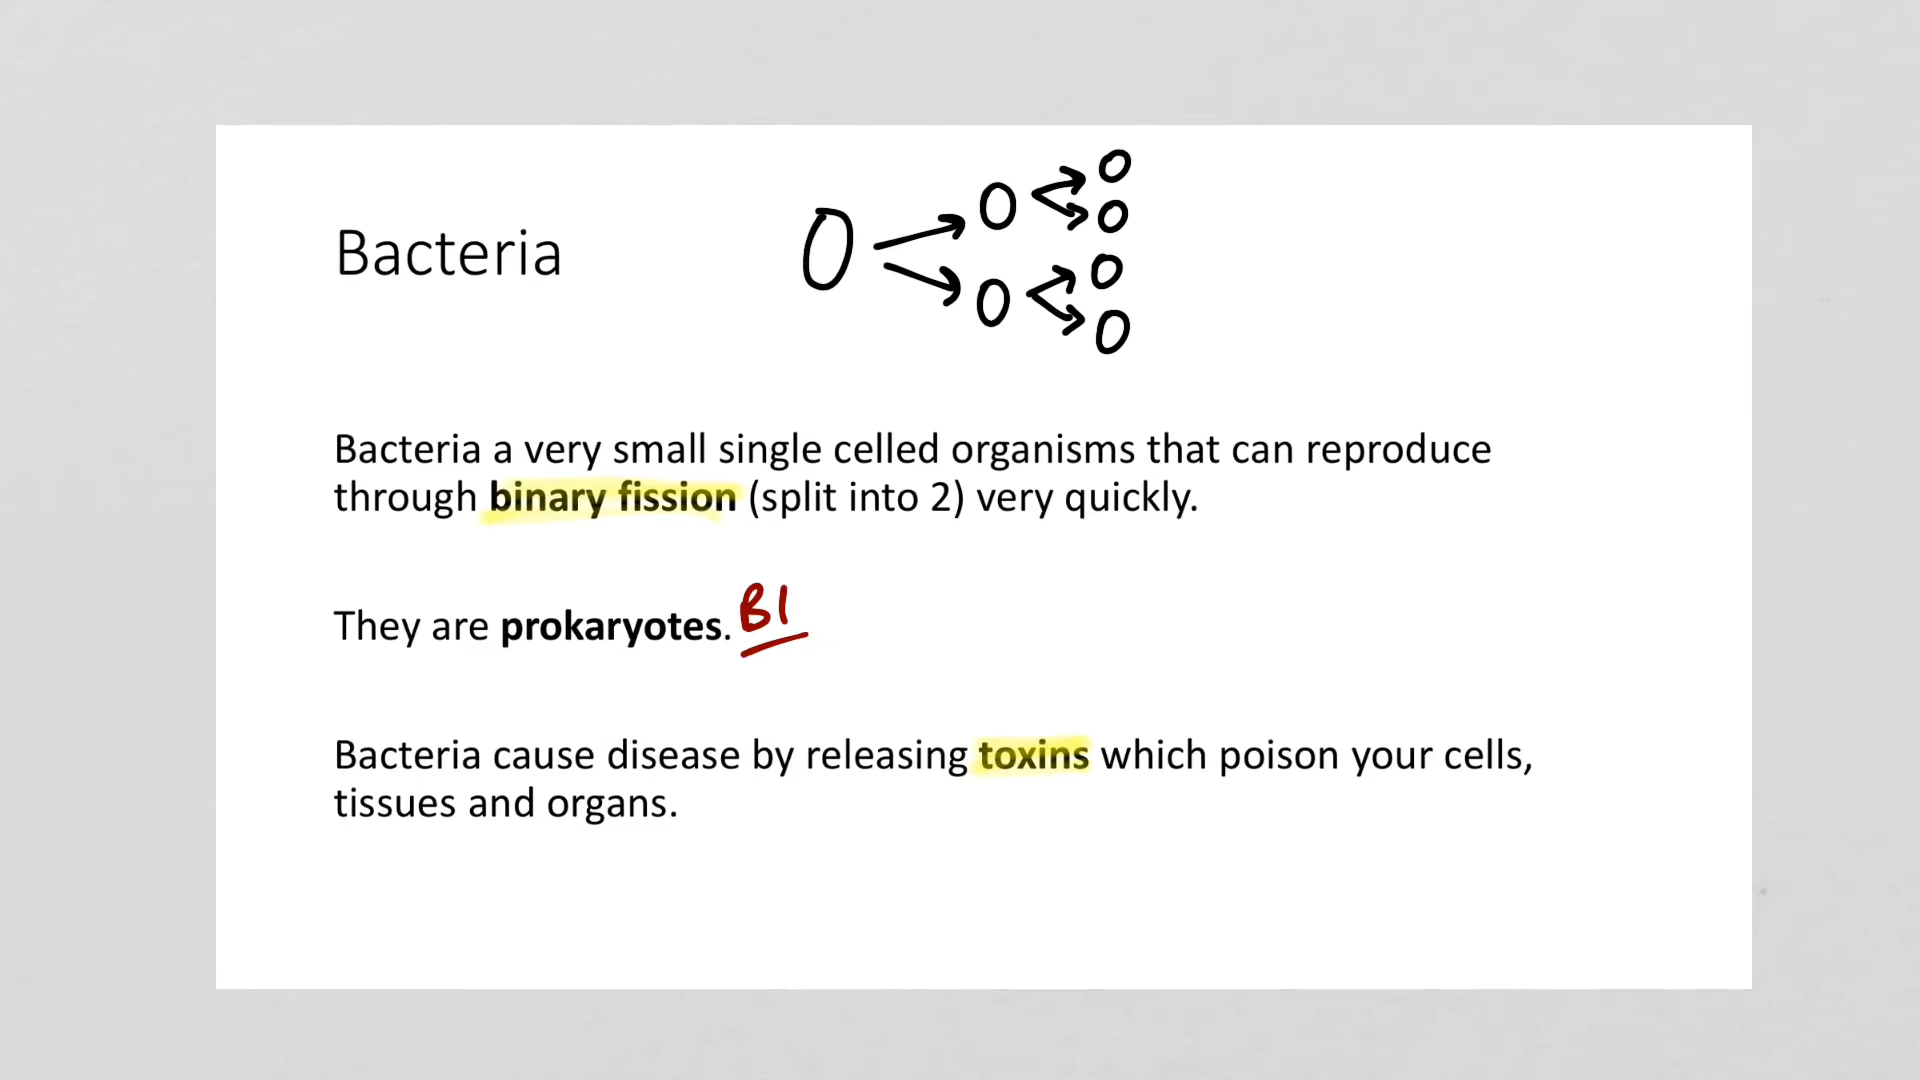 Bacteria
Bacteria a very small single celled organisms that can reproduce
through binary fission (split into 2) very quickly.
They are prokaryotes. B1
Bacteria cause disease by releasing toxins which poison your cells,
tissues and organs.